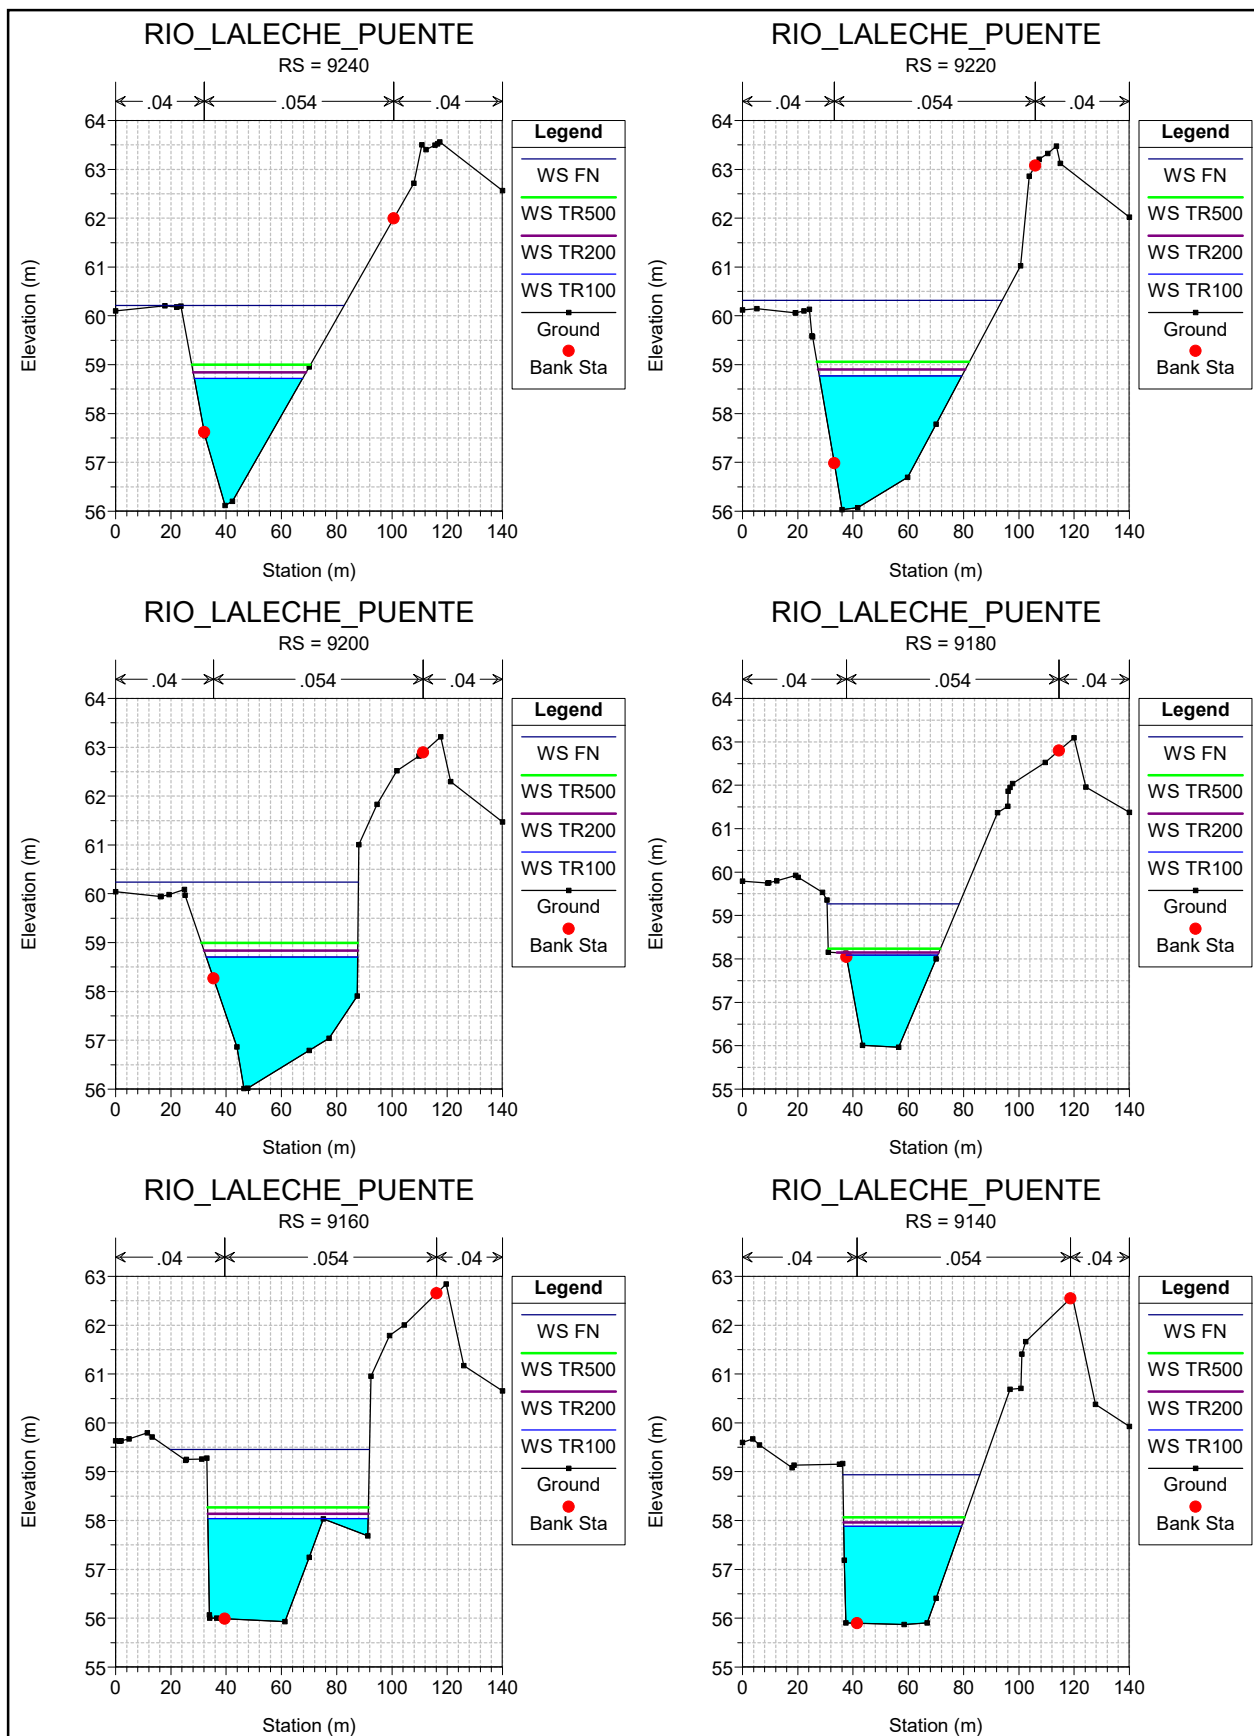 RIO_LALECHE_PUENTE
RS = 9240
.04 .054 .04
64
63
62
61
60
59
58
57
56
0 20 40 60 80 100 120 140
Elevation (m)
Station (m)
Legend
WS FN
WS TR500
WS TR200
WS TR100
Ground
Bank Sta
RIO_LALECHE_PUENTE
RS = 9220
.04 .054 .04
64
63
62
61
60
59
58
57
56
0 20 40 60 80 100 120 140
Elevation (m)
Station (m)
Legend
WS FN
WS TR500
WS TR200
WS TR100
Ground
Bank Sta
RIO_LALECHE_PUENTE
RS = 9200
.04 .054 .04
64
63
62
61
60
59
58
57
56
0 20 40 60 80 100 120 140
Elevation (m)
Station (m)
Legend
WS FN
WS TR500
WS TR200
WS TR100
Ground
Bank Sta
RIO_LALECHE_PUENTE
RS = 9180
.04 .054 .04
64
63
62
61
60
59
58
57
56
55
0 20 40 60 80 100 120 140
Elevation (m)
Station (m)
Legend
WS FN
WS TR500
WS TR200
WS TR100
Ground
Bank Sta
RIO_LALECHE_PUENTE
RS = 9160
.04 .054 .04
63
62
61
60
59
58
57
56
55
0 20 40 60 80 100 120 140
Elevation (m)
Station (m)
Legend
WS FN
WS TR500
WS TR200
WS TR100
Ground
Bank Sta
RIO_LALECHE_PUENTE
RS = 9140
.04 .054 .04
63
62
61
60
59
58
57
56
55
0 20 40 60 80 100 120 140
Elevation (m)
Station (m)
Legend
WS FN
WS TR500
WS TR200
WS TR100
Ground
Bank Sta